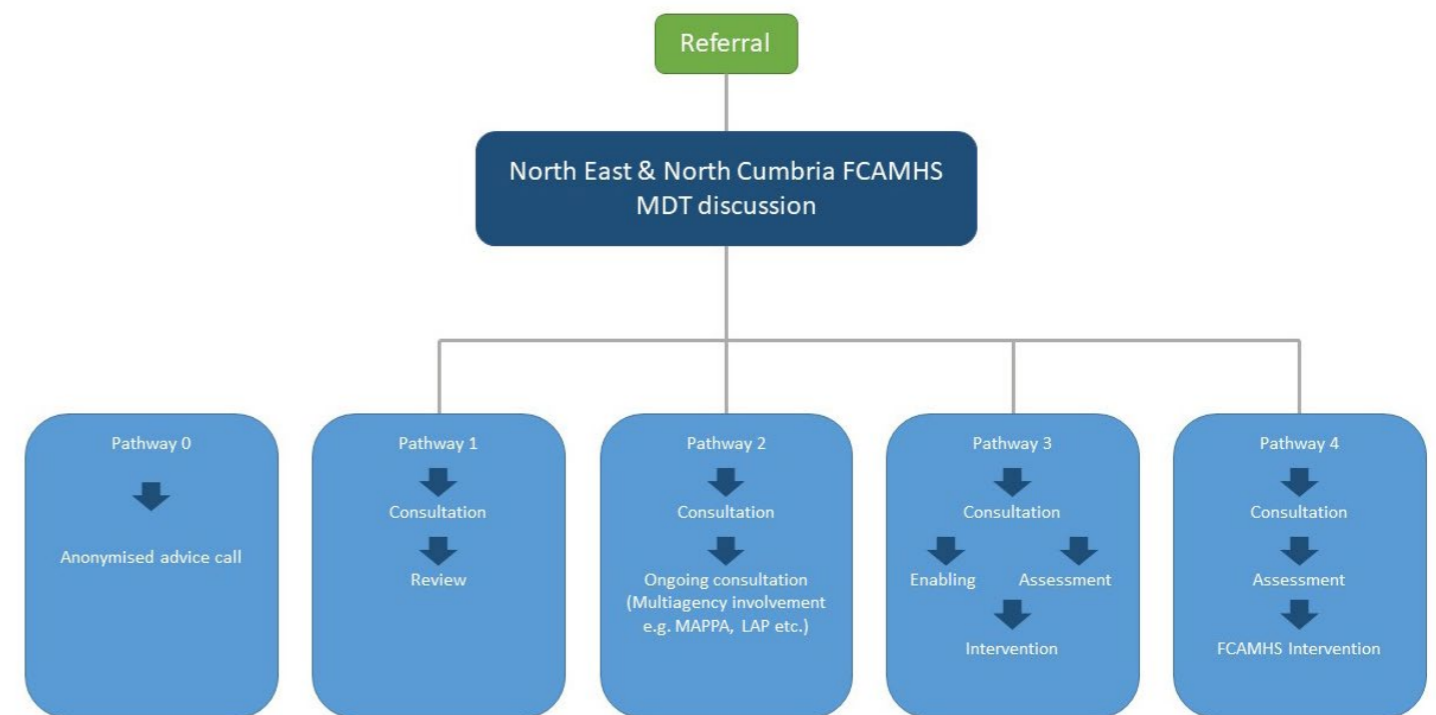 Referral
North East & North Cumbria FCAMHS
MDT discussion
Pathway 0
Anonymised advice call
Pathway 1
Consultation
Review
Pathway 2
Consultation
Ongoing consultation
(Multiagency involvement
e.g. MAPPA, LAP etc.)
Pathway 3
Consultation
Enabling
Assessment
Intervention
Pathway 4
Consultation
Assessment
FCAMHS Intervention